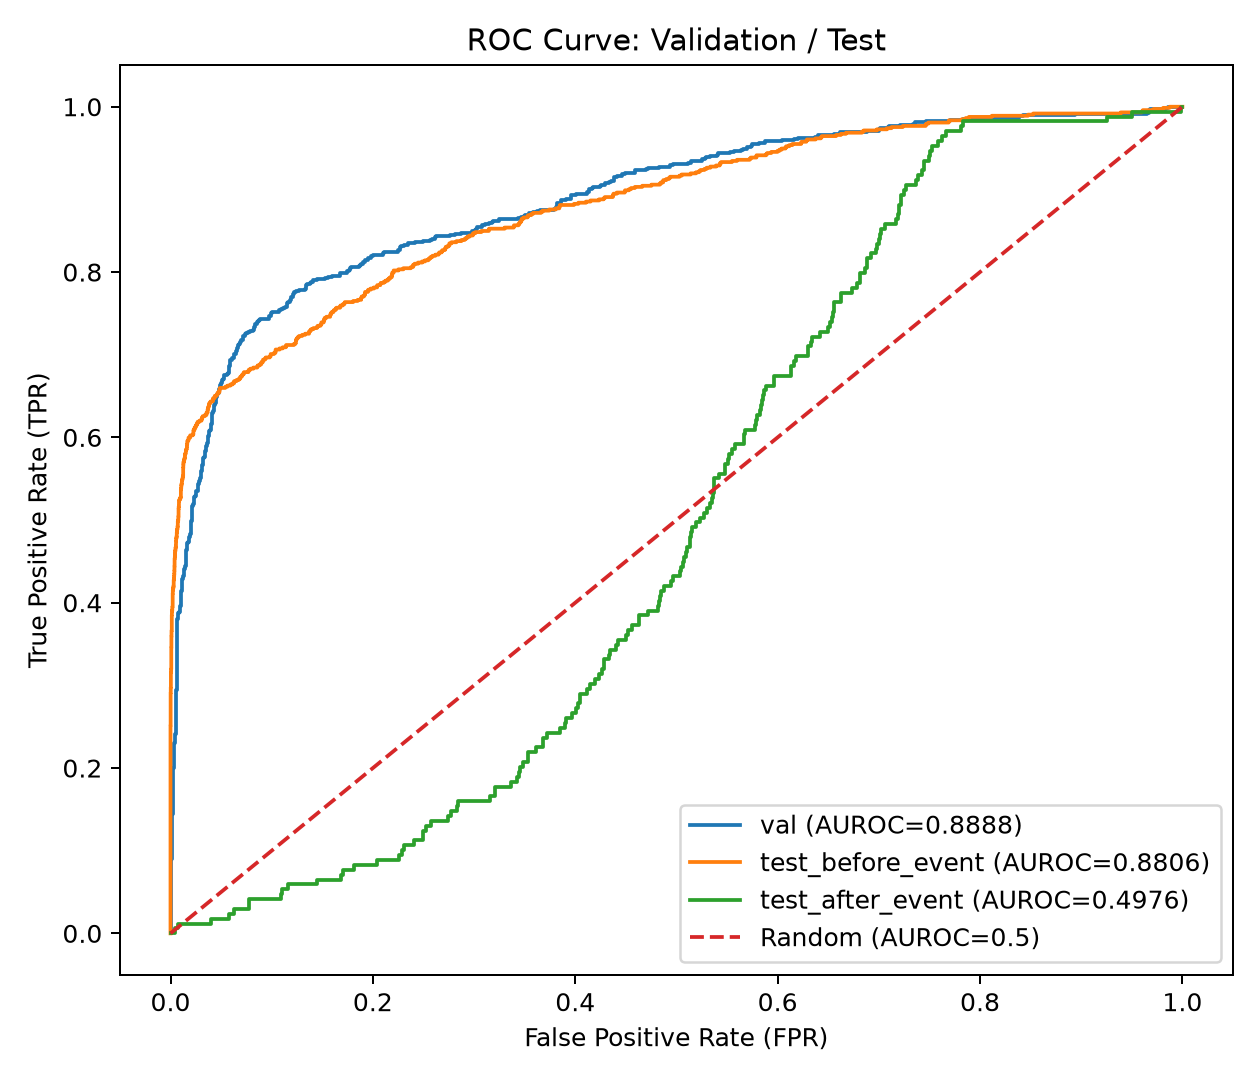 ROC Curve: Validation / Test
True Positive Rate (TPR)
1.0
0.8
0.6
0.4
0.2
0.0
val (AUROC=0.8888)
test_before_event (AUROC=0.8806)
test_after_event (AUROC=0.4976)
Random (AUROC=0.5)
0.0 0.2 0.4 0.6 0.8 1.0
False Positive Rate (FPR)